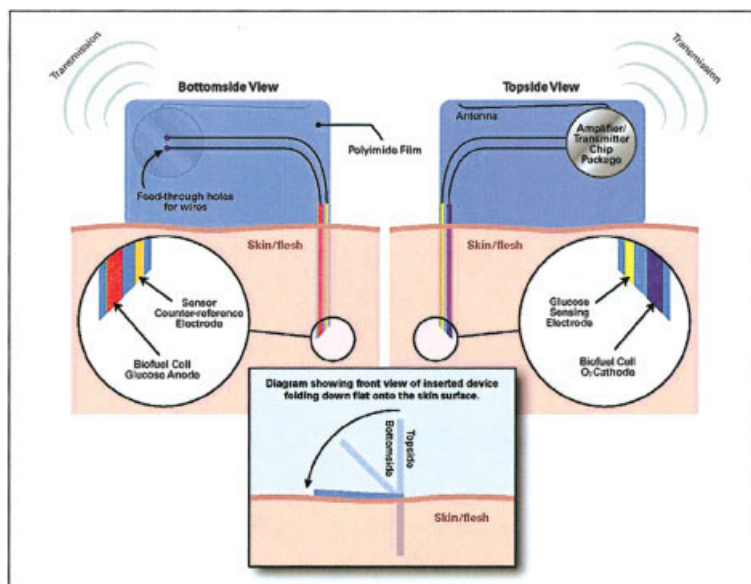 Transmission
Bottomside View
Polyimide Film
Feed-through holes
for wires
Skin/flesh
Sensor
Counter-reference
Electrode
Biofuel Cell
Glucose Anode
Topside View
Transmission
Antenna
Amplifier/
Transmitter
Chip
Package
Skin/flesh
Glucose
Sensing
Electrode
Biofuel Cell
O₂ Cathode
Diagram showing front view of inserted device
folding down flat onto the skin surface.
Topside
Bottomside
Skin/flesh